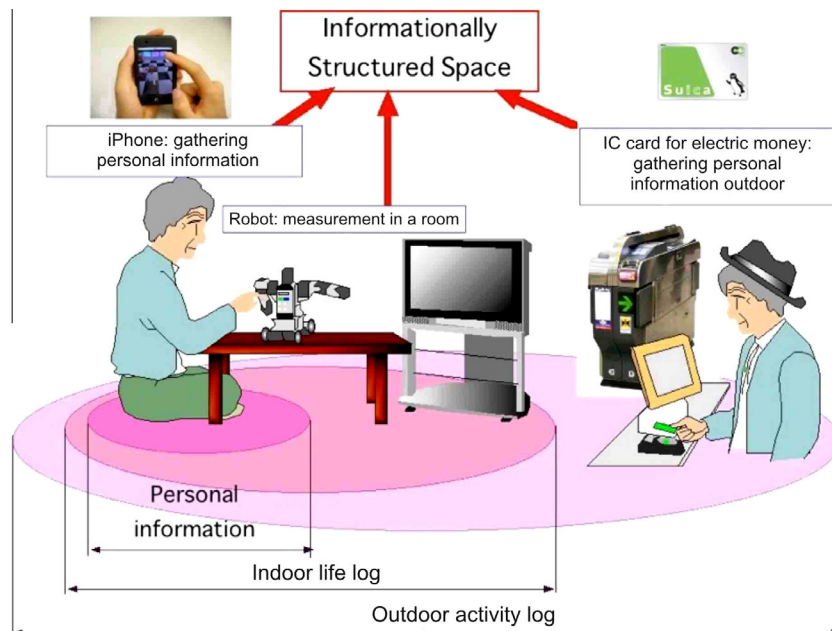 Informationally
Structured Space
Suica
iPhone: gathering
personal information
IC card for electric money:
gathering personal
information outdoor
Robot: measurement in a room
Personal
information
Indoor life log
Outdoor activity log